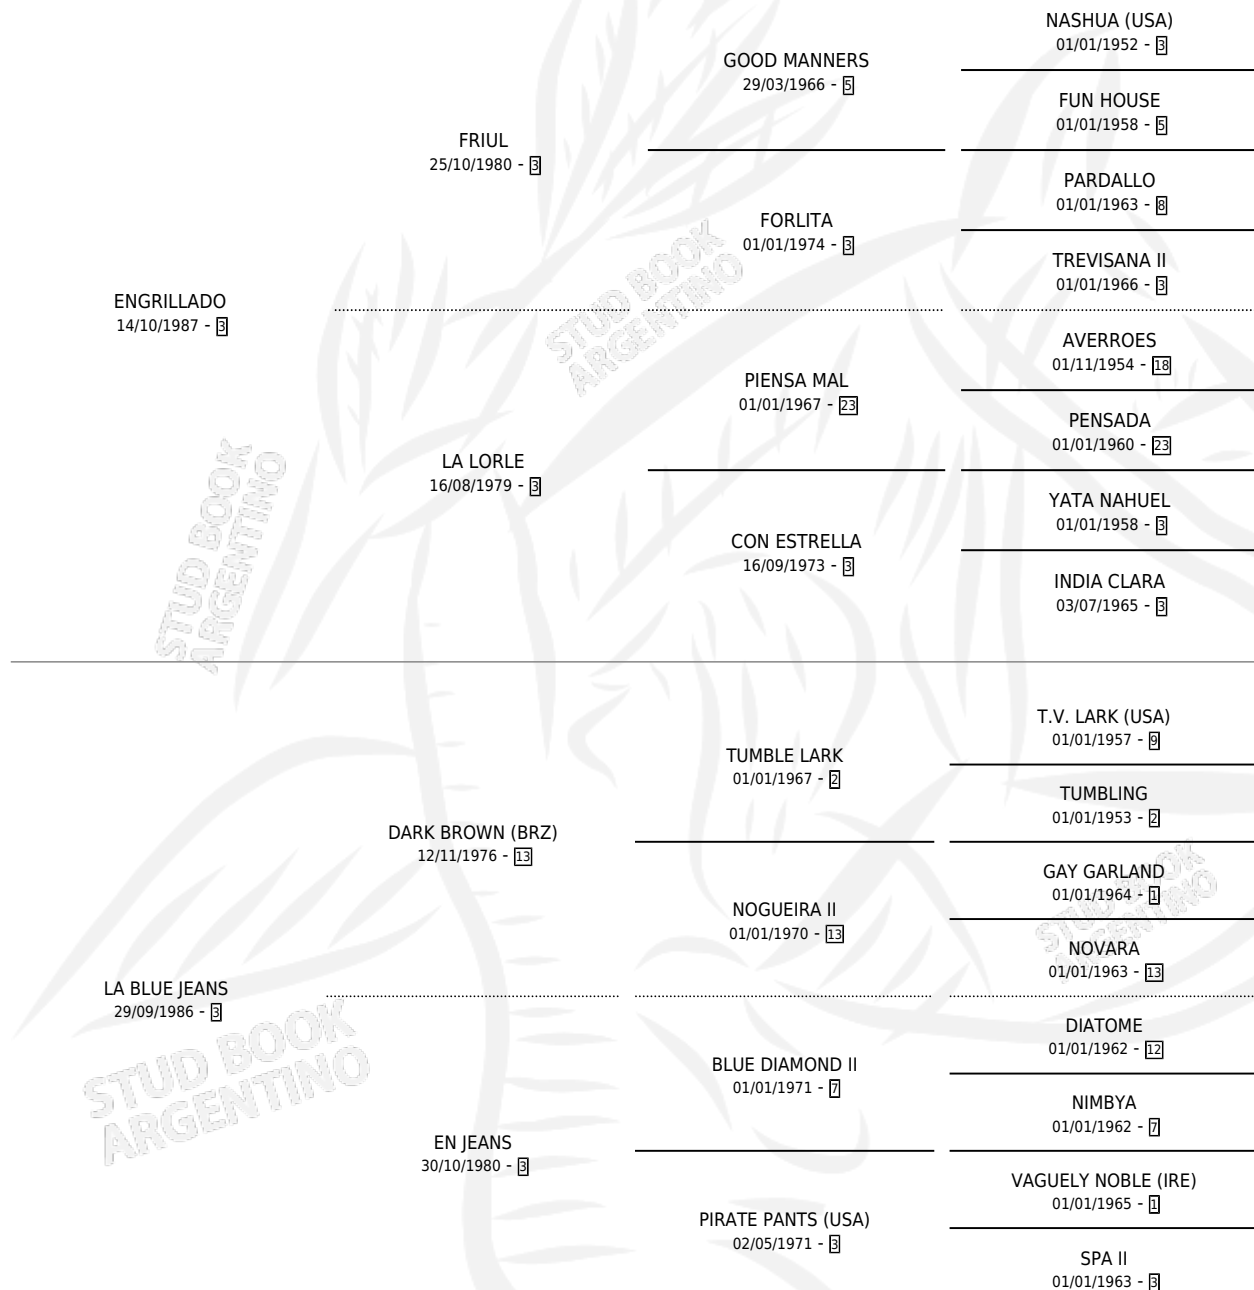 NASHUA (USA)
01/01/1952 - 3
GOOD MANNERS
29/03/1966 - 5
FUN HOUSE
01/01/1958 - 5
FRIUL
25/10/1980 - 3
PARDALLO
01/01/1963 - 8
FORLITA
01/01/1974 - 3
TREVISANA II
01/01/1966 - 3
ENGRILLADO
14/10/1987 - 3
STUD BOOK
ARGENTINO
AVERROES
01/11/1954 - 18
PIENSA MAL
01/01/1967 - 23
PENSADA
01/01/1960 - 23
LA LORLE
16/08/1979 - 3
YATA NAHUEL
01/01/1958 - 3
CON ESTRELLA
16/09/1973 - 3
INDIA CLARA
03/07/1965 - 3
STUD BOOK
ARGENTINO
T.V. LARK (USA)
01/01/1957 - 9
TUMBLE LARK
01/01/1967 - 2
TUMBLING
01/01/1953 - 2
DARK BROWN (BRZ)
12/11/1976 - 13
GAY GARLAND
01/01/1964 - 1
NOGUEIRA II
01/01/1970 - 13
STUD BOOK
ARGENTINO
NOVARA
01/01/1963 - 13
LA BLUE JEANS
29/09/1986 - 3
STUD BOOK
ARGENTINO
DIATOME
01/01/1962 - 12
BLUE DIAMOND II
01/01/1971 - 7
NIMBYA
01/01/1962 - 7
EN JEANS
30/10/1980 - 3
VAGUELY NOBLE (IRE)
01/01/1965 - 1
PIRATE PANTS (USA)
02/05/1971 - 3
SPA II
01/01/1963 - 3